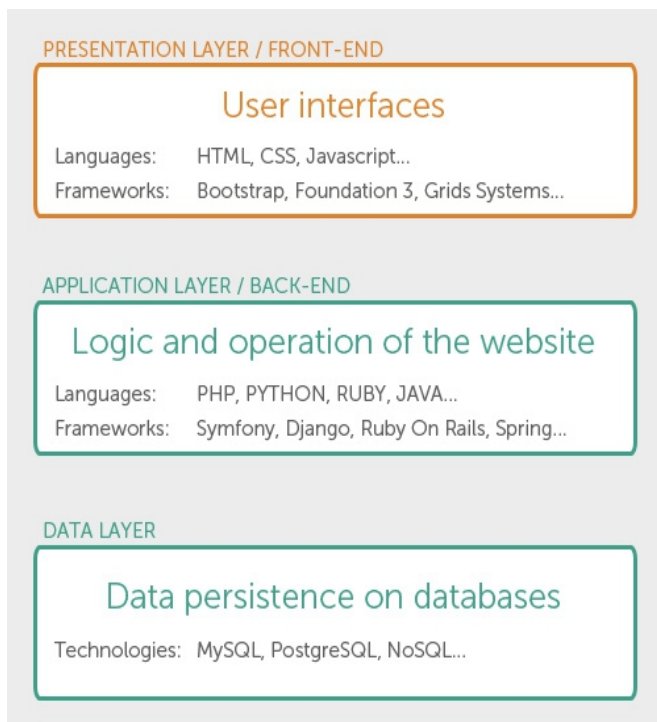 PRESENTATION LAYER / FRONT-END
User interfaces
Languages: HTML, CSS, Javascript...
Frameworks: Bootstrap, Foundation 3, Grids Systems...
APPLICATION LAYER / BACK-END
Logic and operation of the website
Languages: PHP, PYTHON, RUBY, JAVA...
Frameworks: Symfony, Django, Ruby On Rails, Spring...
DATA LAYER
Data persistence on databases
Technologies: MySQL, PostgreSQL, NoSQL...